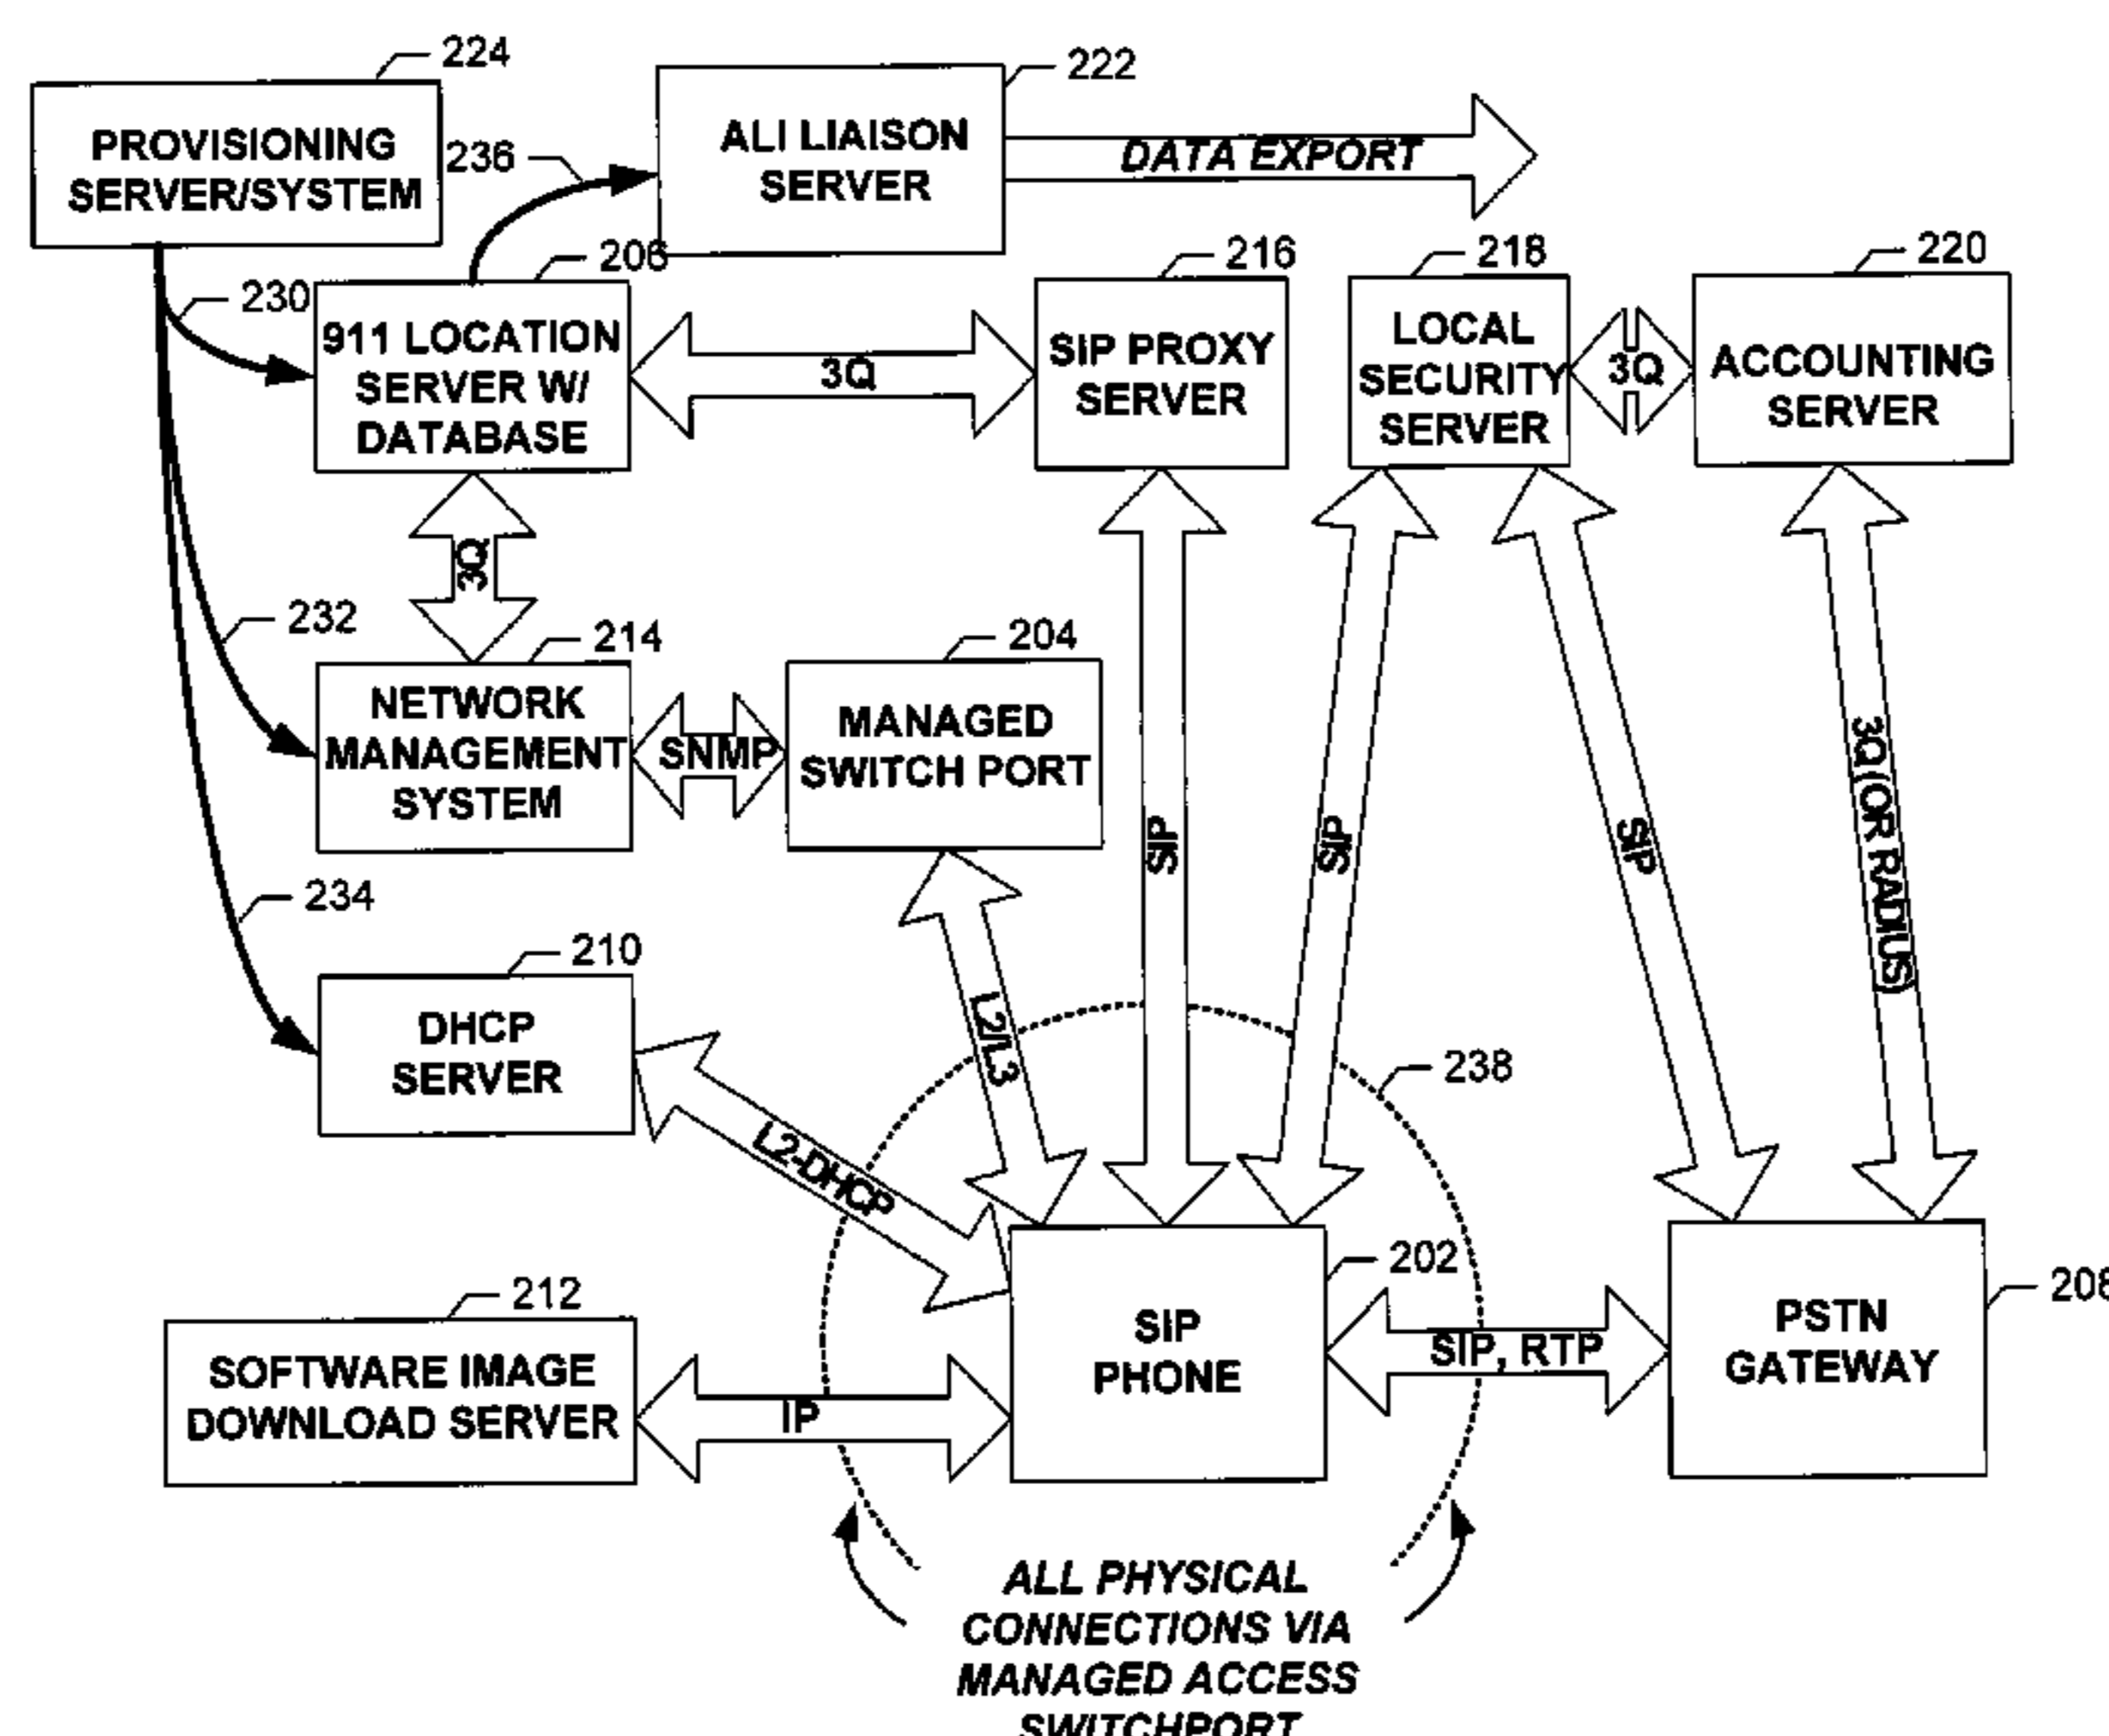 224
222
PROVISIONING
SERVER/SYSTEM
236
ALI LIAISON
SERVER
DATA EXPORT
206
216
218
220
230
911 LOCATION
SERVER W/
DATABASE
3Q
SIP PROXY
SERVER
LOCAL
SECURITY
SERVER
3Q
ACCOUNTING
SERVER
3Q
232
214
204
NETWORK
MANAGEMENT
SYSTEM
SNMP
MANAGED
SWITCH PORT
SIP
SIP
SIP
3Q (OR RADIUS)
234
210
DHCP
SERVER
L2/L3
238
L2-DHCP
202
208
212
SOFTWARE IMAGE
DOWNLOAD SERVER
IP
SIP
PHONE
SIP, RTP
PSTN
GATEWAY
ALL PHYSICAL
CONNECTIONS VIA
MANAGED ACCESS
SWITCHPORT